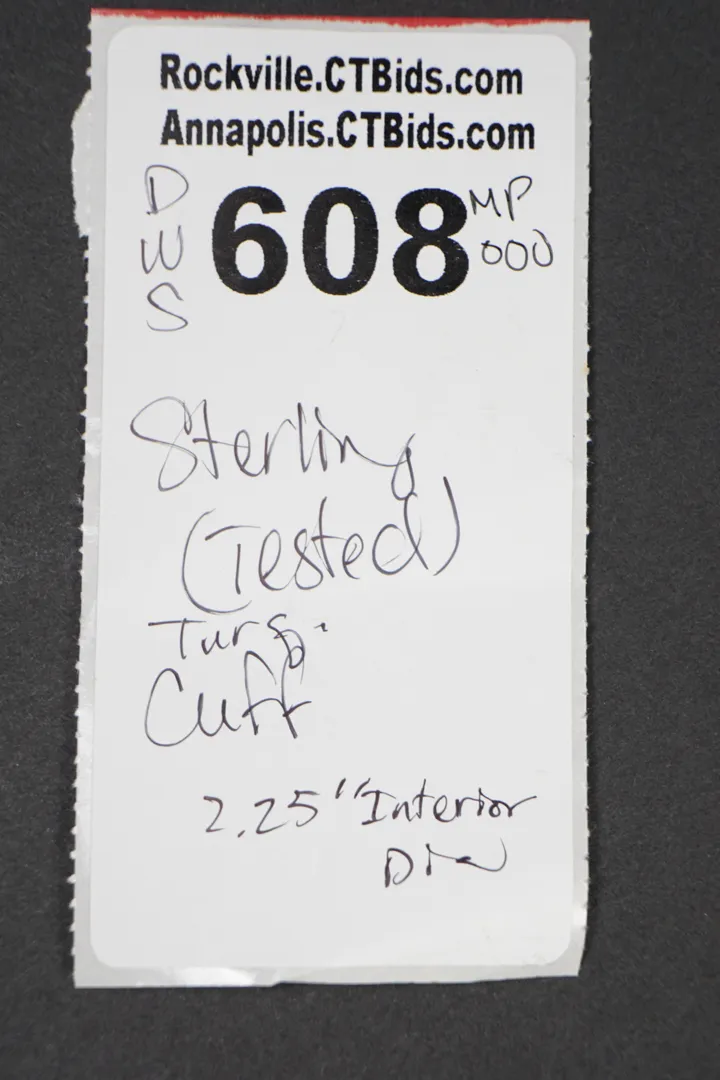 Rockville.CTBids.com
Annapolis.CTBids.com
D
W
S
608
MP
000
Sterling
(Tested)
Turq.
Cuff
2.25" Interior
Dia